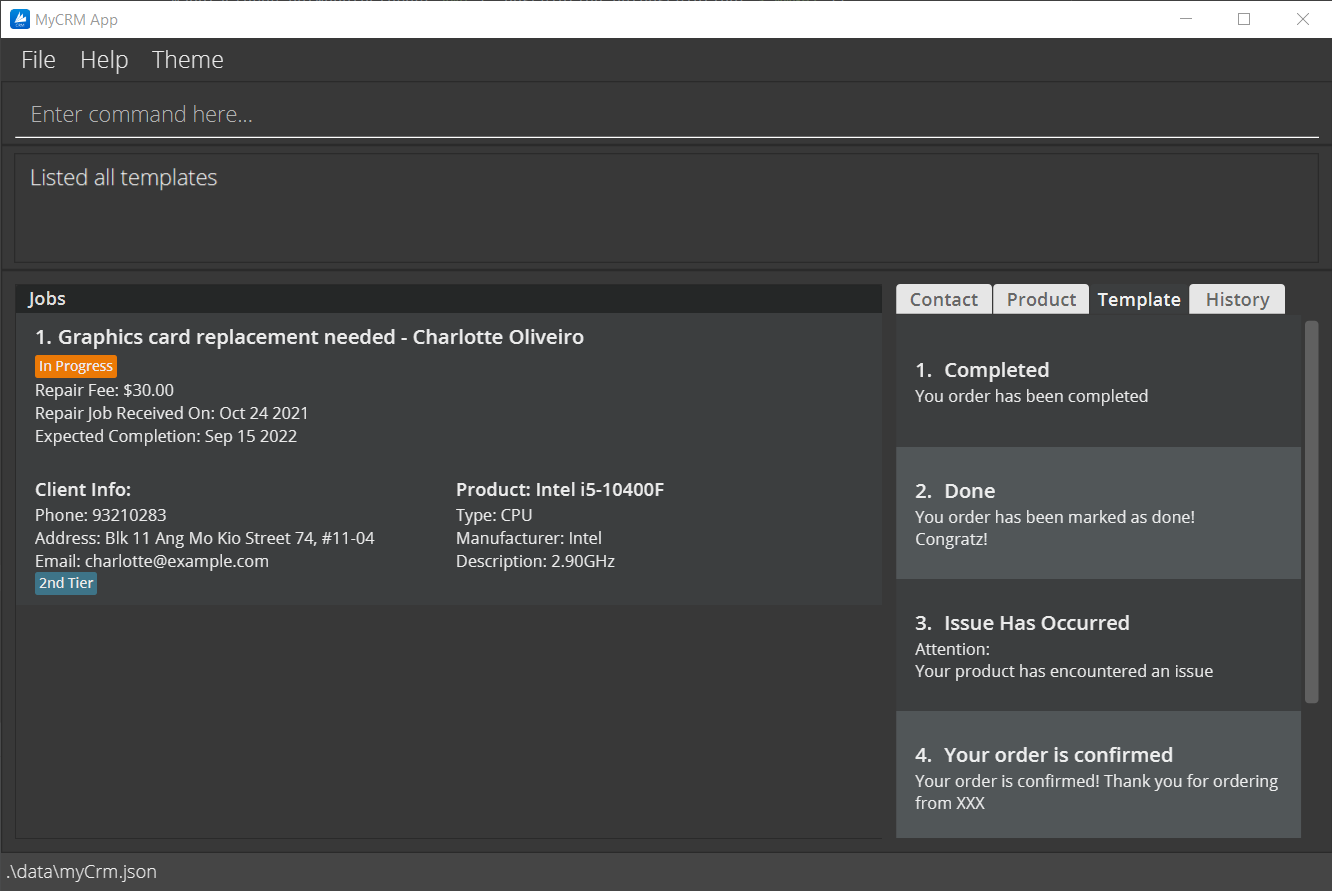 MyCRM App
File Help Theme
Enter command here...
Listed all templates
Jobs
1. Graphics card replacement needed - Charlotte Oliveiro
In Progress
Repair Fee: $30.00
Repair Job Received On: Oct 24 2021
Expected Completion: Sep 15 2022
Client Info:
Phone: 93210283
Address: Blk 11 Ang Mo Kio Street 74, #11-04
Email: charlotte@example.com
2nd Tier
Product: Intel i5-10400F
Type: CPU
Manufacturer: Intel
Description: 2.90GHz
Contact Product Template History
1. Completed
You order has been completed
2. Done
You order has been marked as done!
Congratz!
3. Issue Has Occurred
Attention:
Your product has encountered an issue
4. Your order is confirmed
Your order is confirmed! Thank you for ordering
from XXX
.\data\myCrm.json